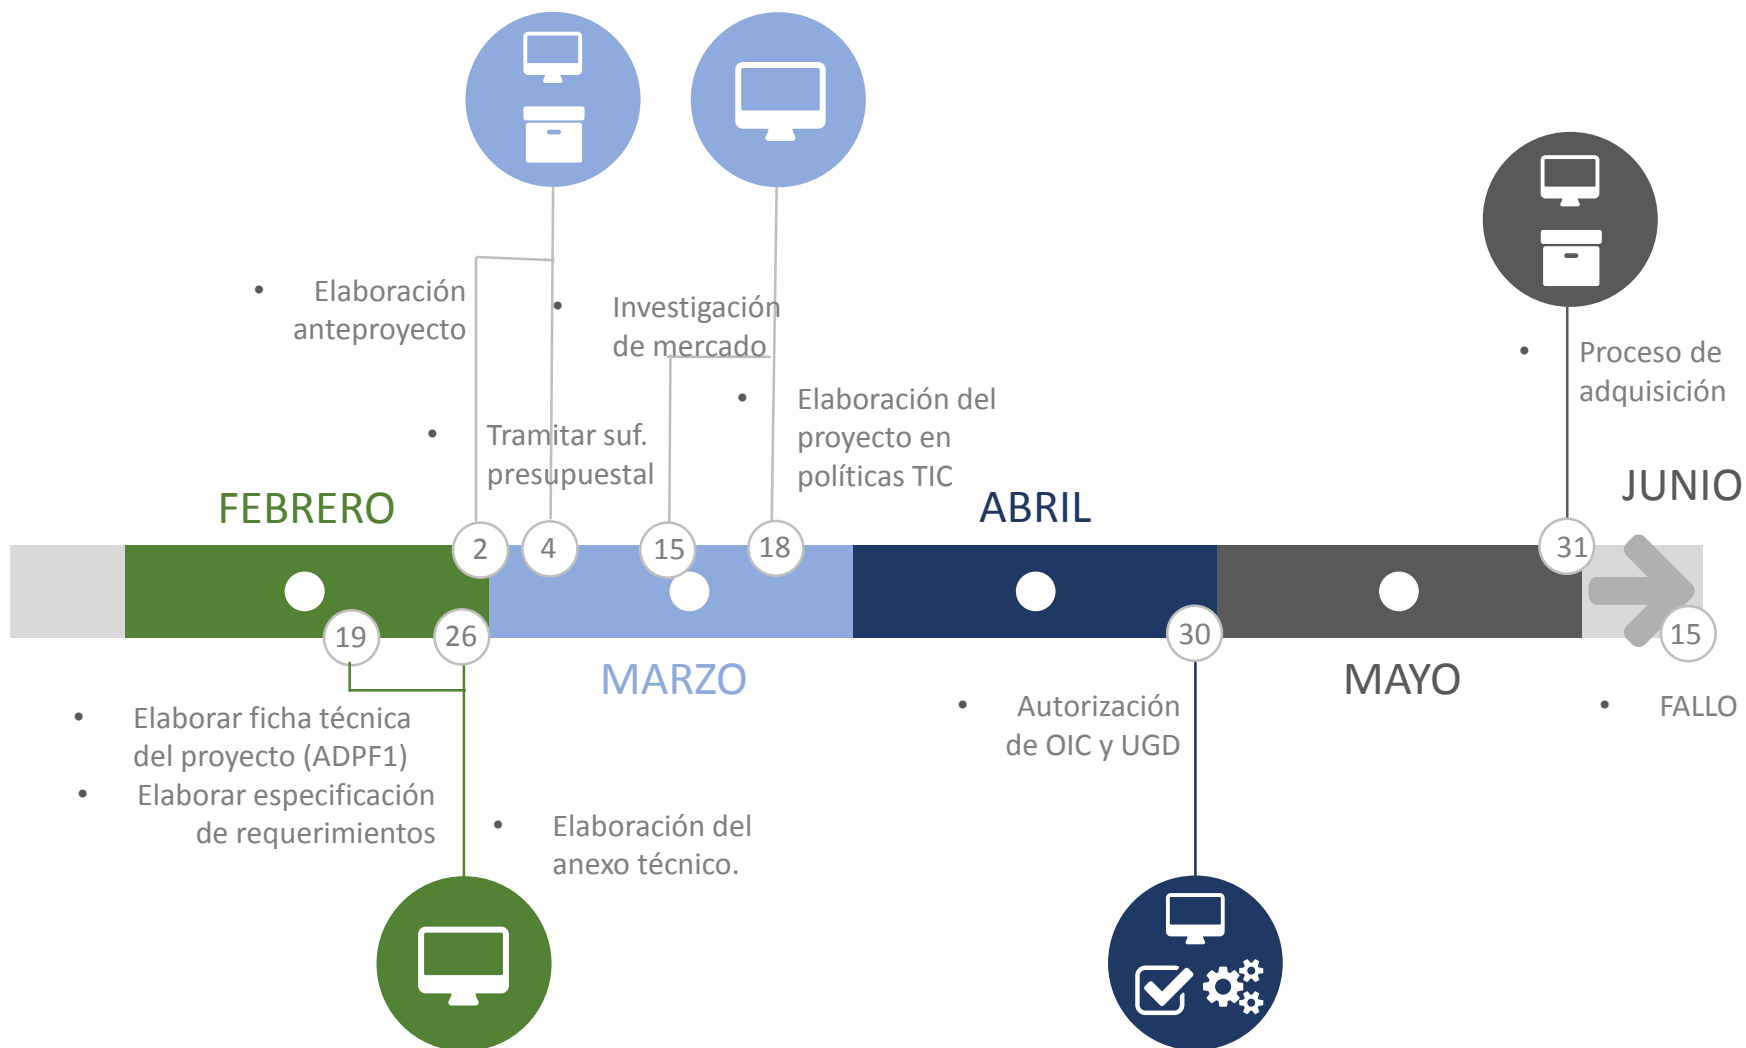 • Elaboración
anteproyecto
• Investigación
de mercado
• Proceso de
adquisición
• Elaboración del
proyecto en
políticas TIC
• Tramitar suf.
presupuestal
FEBRERO
ABRIL
JUNIO
2
4
15
18
31
19
26
30
15
MARZO
MAYO
• Elaborar ficha técnica
del proyecto (ADPF1)
• Elaborar especificación
de requerimientos
• Autorización
de OIC y UGD
• FALLO
• Elaboración del
anexo técnico.